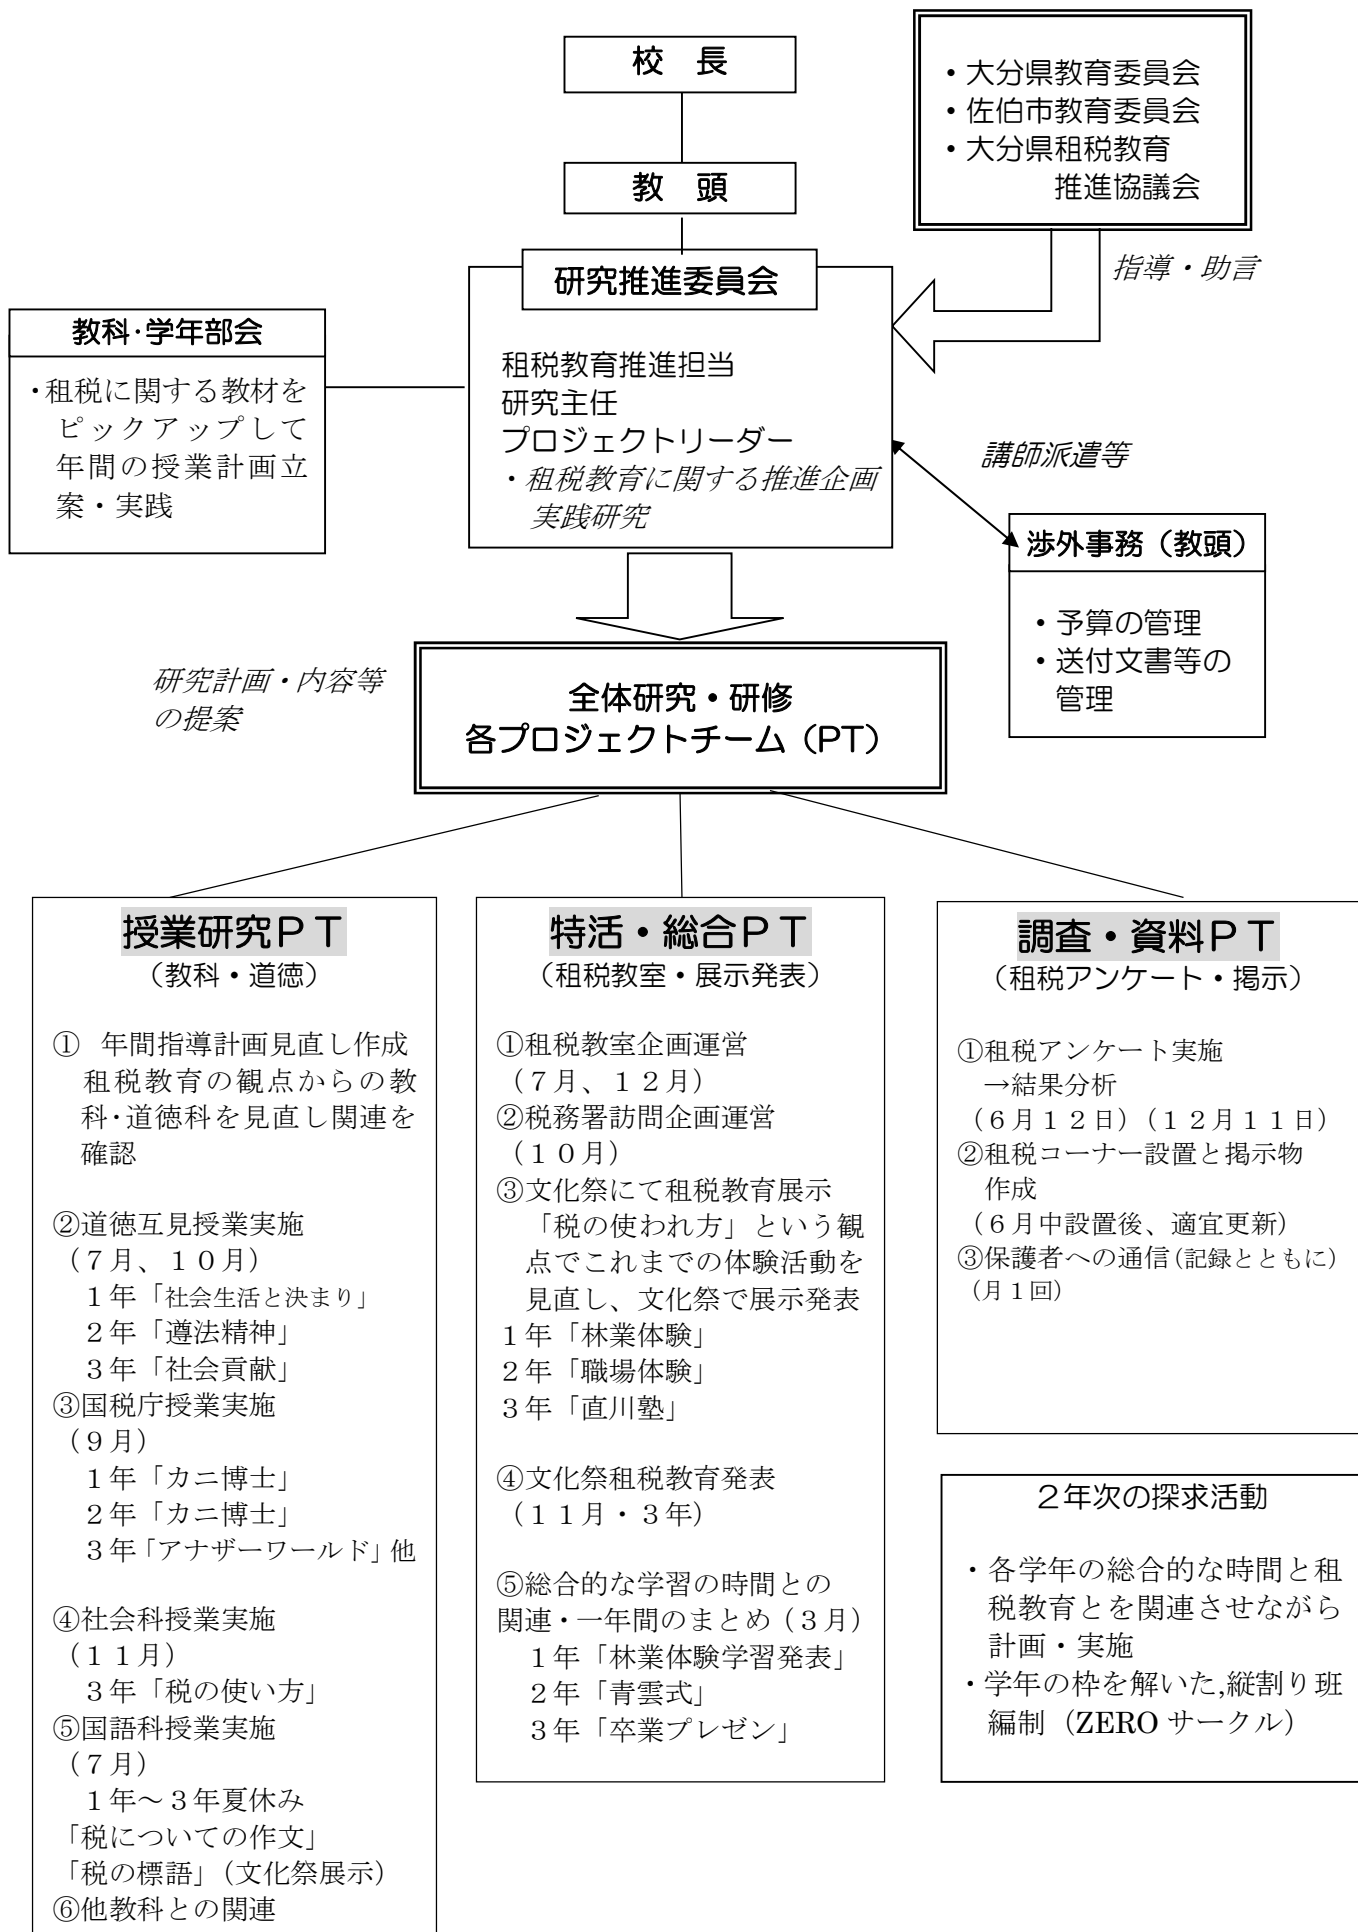 校　長
教　頭
・大分県教育委員会
・佐伯市教育委員会
・大分県租税教育
推進協議会
指導・助言
研究推進委員会
租税教育推進担当
研究主任
プロジェクトリーダー
・租税教育に関する推進企画
実践研究
教科・学年部会
・租税に関する教材を
ピックアップして
年間の授業計画立
案・実践
講師派遣等
渉外事務（教頭）
・予算の管理
・送付文書等の
管理
研究計画・内容等
の提案
全体研究・研修
各プロジェクトチーム（PT）
授業研究ＰＴ
（教科・道徳）
①　年間指導計画見直し作成
租税教育の観点からの教
科・道徳科を見直し関連を
確認
②道徳互見授業実施
（７月、１０月）
１年「社会生活と決まり」
２年「遵法精神」
３年「社会貢献」
③国税庁授業実施
（９月）
１年「カニ博士」
２年「カニ博士」
３年「アナザーワールド」他
④社会科授業実施
（１１月）
３年「税の使い方」
⑤国語科授業実施
（７月）
１年～３年夏休み
「税についての作文」
「税の標語」（文化祭展示）
⑥他教科との関連
特活・総合ＰＴ
（租税教室・展示発表）
①租税教室企画運営
（７月、１２月）
②税務署訪問企画運営
（１０月）
③文化祭にて租税教育展示
「税の使われ方」という観
点でこれまでの体験活動を
見直し、文化祭で展示発表
１年「林業体験」
２年「職場体験」
３年「直川塾」
④文化祭租税教育発表
（１１月・３年）
⑤総合的な学習の時間との
関連・一年間のまとめ（３月）
１年「林業体験学習発表」
２年「青雲式」
３年「卒業プレゼン」
調査・資料ＰＴ
（租税アンケート・掲示）
①租税アンケート実施
→結果分析
（６月１２日）（１２月１１日）
②租税コーナー設置と掲示物
作成
（６月中設置後、適宜更新）
③保護者への通信（記録とともに）
（月１回）
２年次の探求活動
・各学年の総合的な時間と租
税教育とを関連させながら
計画・実施
・学年の枠を解いた,縦割り班
編制（ZERO サークル）